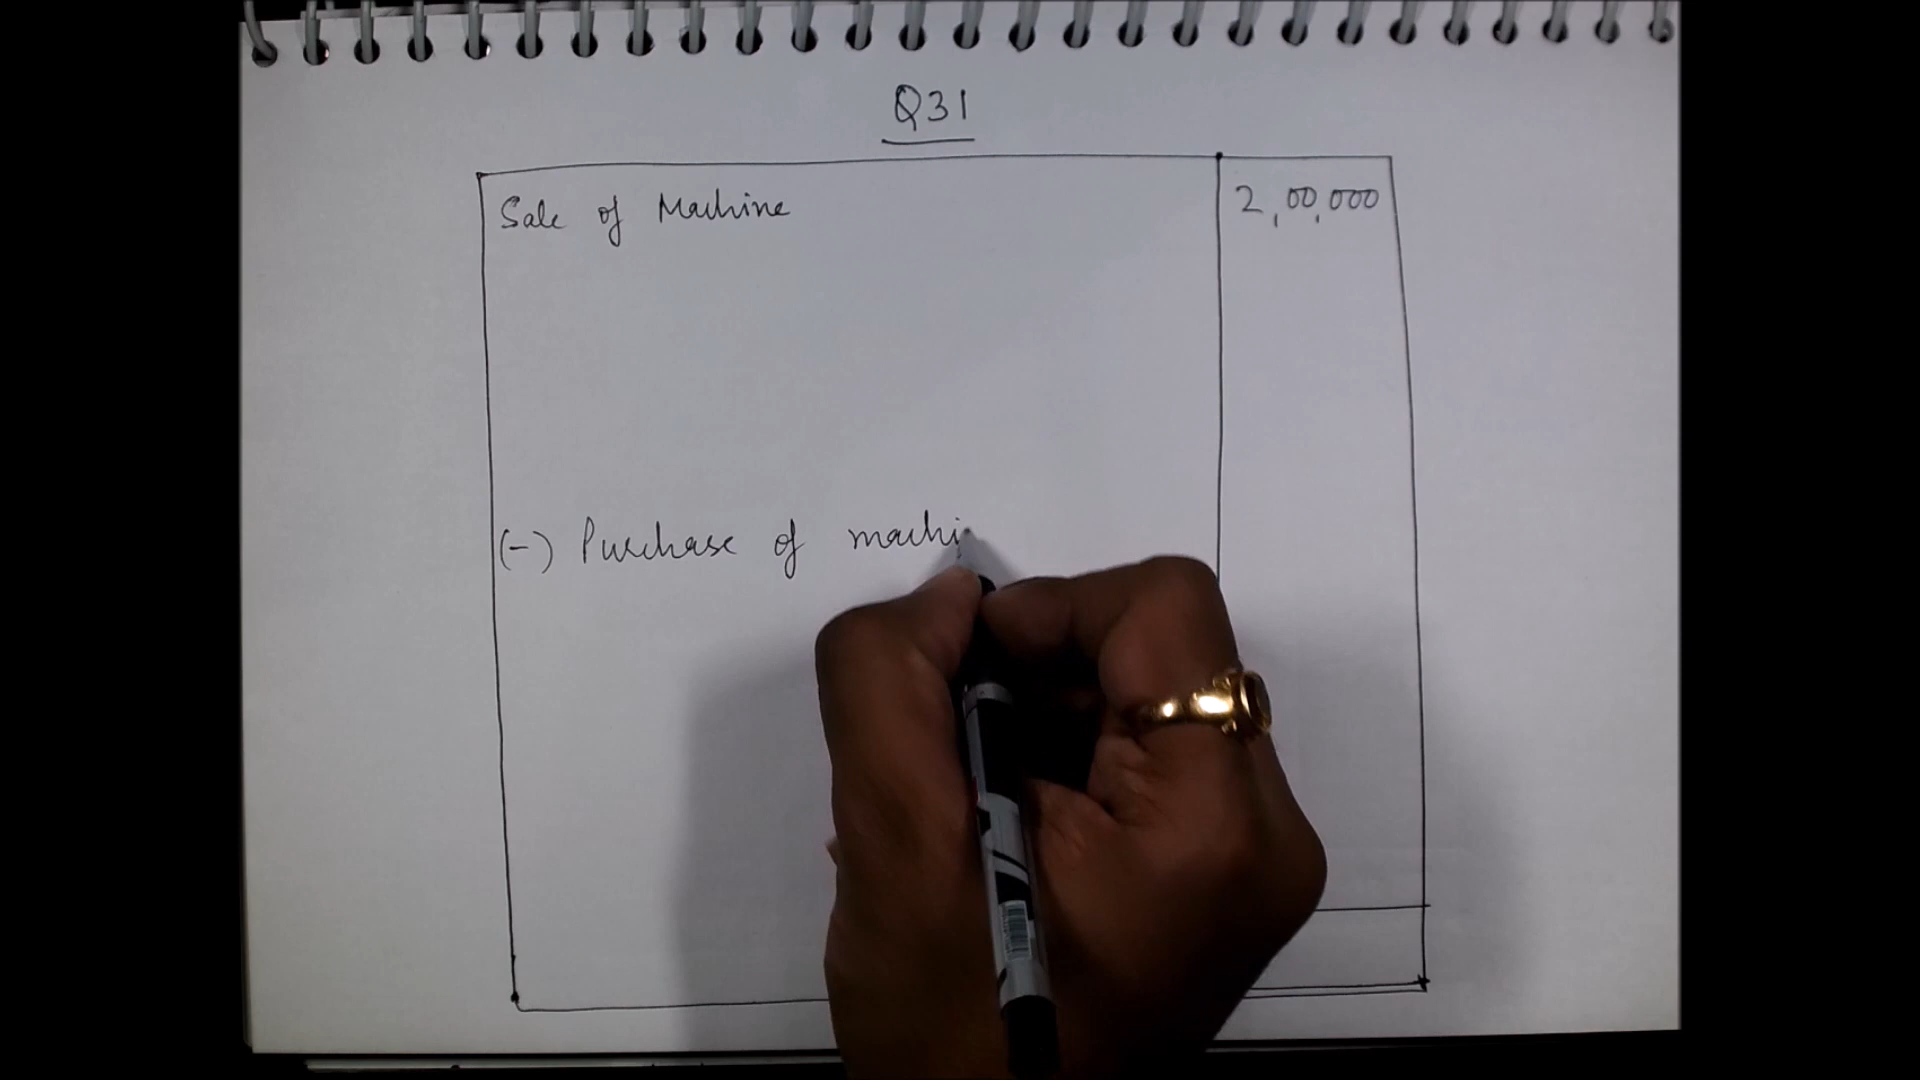 Q31
Sale of Machine 2,00,000
(-) Purchase of machi